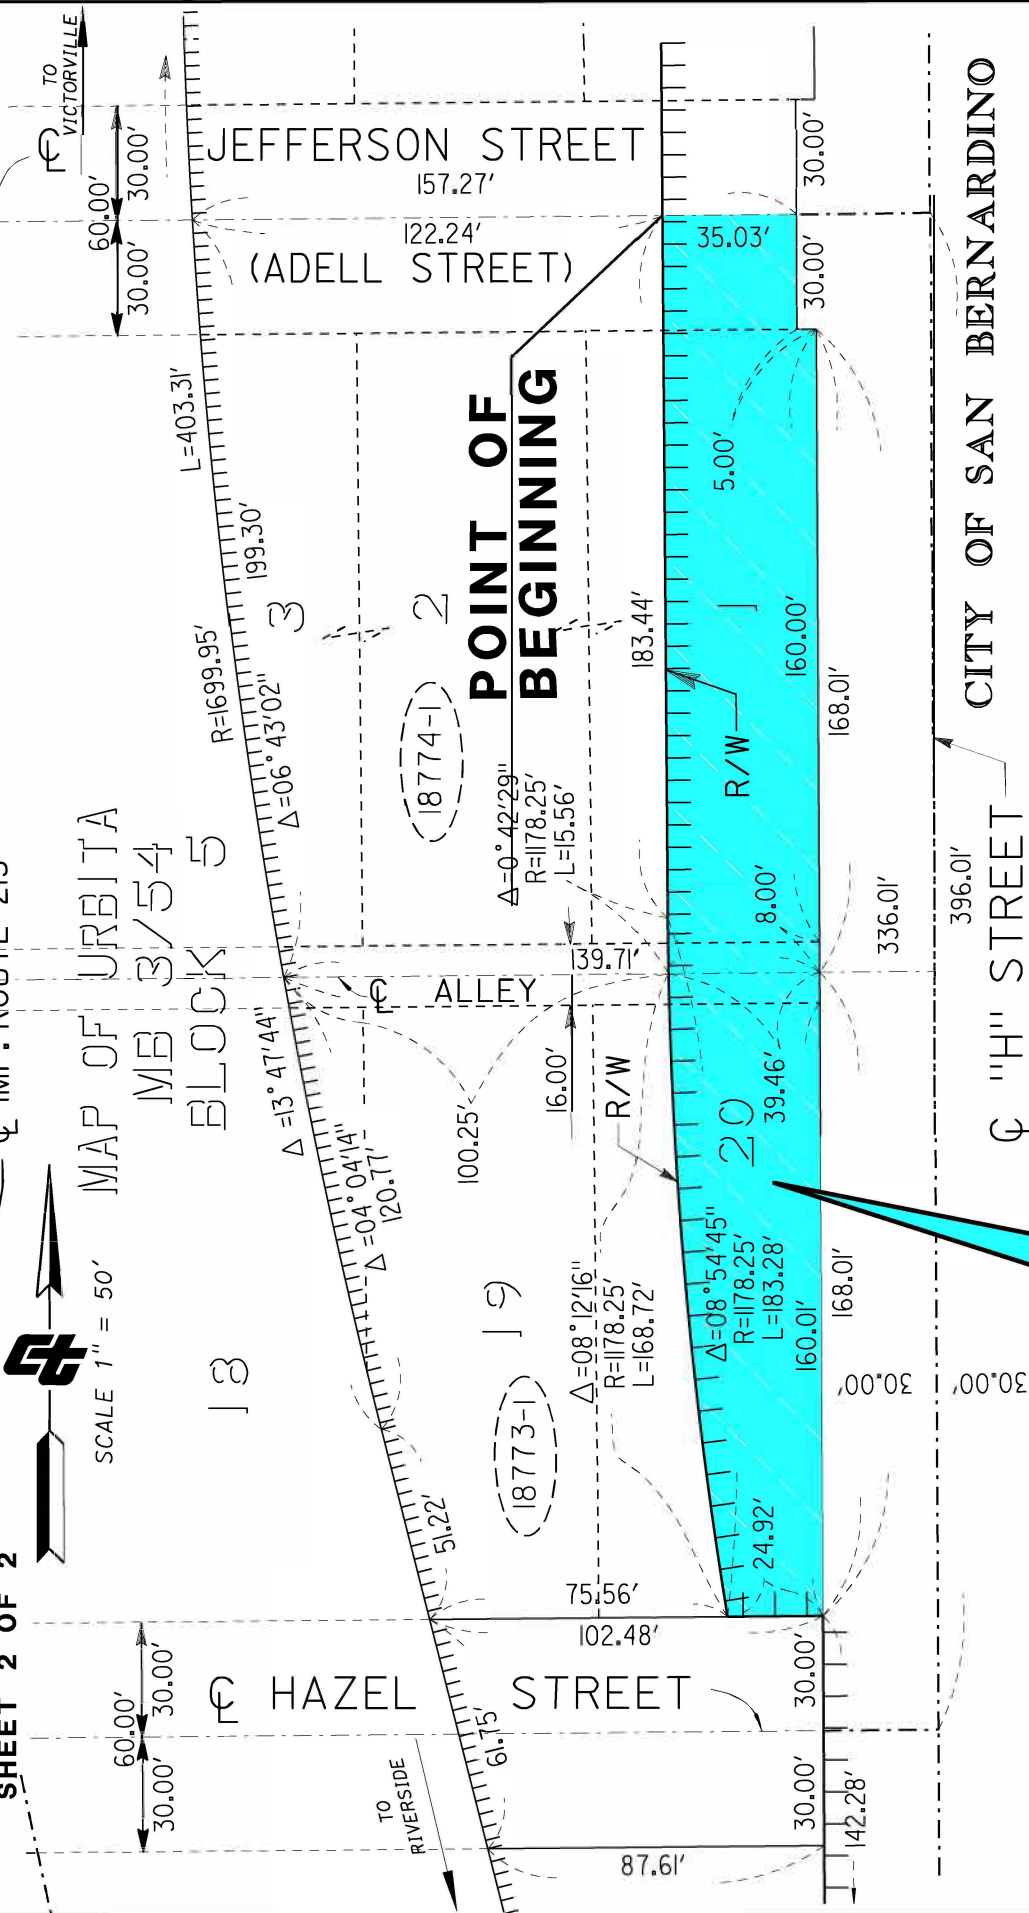 TO
VICTORVILLE
℄
60.00'
30.00'
30.00'
JEFFERSON STREET
157.27'
122.24'
(ADELL STREET)
35.03'
30.00'
30.00'
CITY OF SAN BERNARDINO
L=403.31'
R=1699.95'
199.30'
Δ=06°43'02"
3
2
POINT OF
BEGINNING
183.44'
5.00'
1
160.00'
168.01'
R/W
18774-1
Δ=0°42'29"
R=1178.25'
L=15.56'
MAP OF URBITA
MB 3/54
BLOCK 5
139.71'
℄ ALLEY
16.00'
8.00'
336.01'
396.01'
℄ "H" STREET
Δ=13°47'44"
Δ=04°04'14"
120.77'
100.25'
R/W
20
39.46'
SCALE 1" = 50'
18
19
18773-1
Δ=08°12'16"
R=1178.25'
L=168.72'
Δ=08°54'45"
R=1178.25'
L=183.28'
160.01'
168.01'
30.00'
30.00'
SHEET 2 OF 2
51.22'
75.56'
24.92'
102.48'
60.00'
30.00'
30.00'
℄ HAZEL STREET
30.00'
30.00'
61.75'
TO
RIVERSIDE
87.61'
142.28'